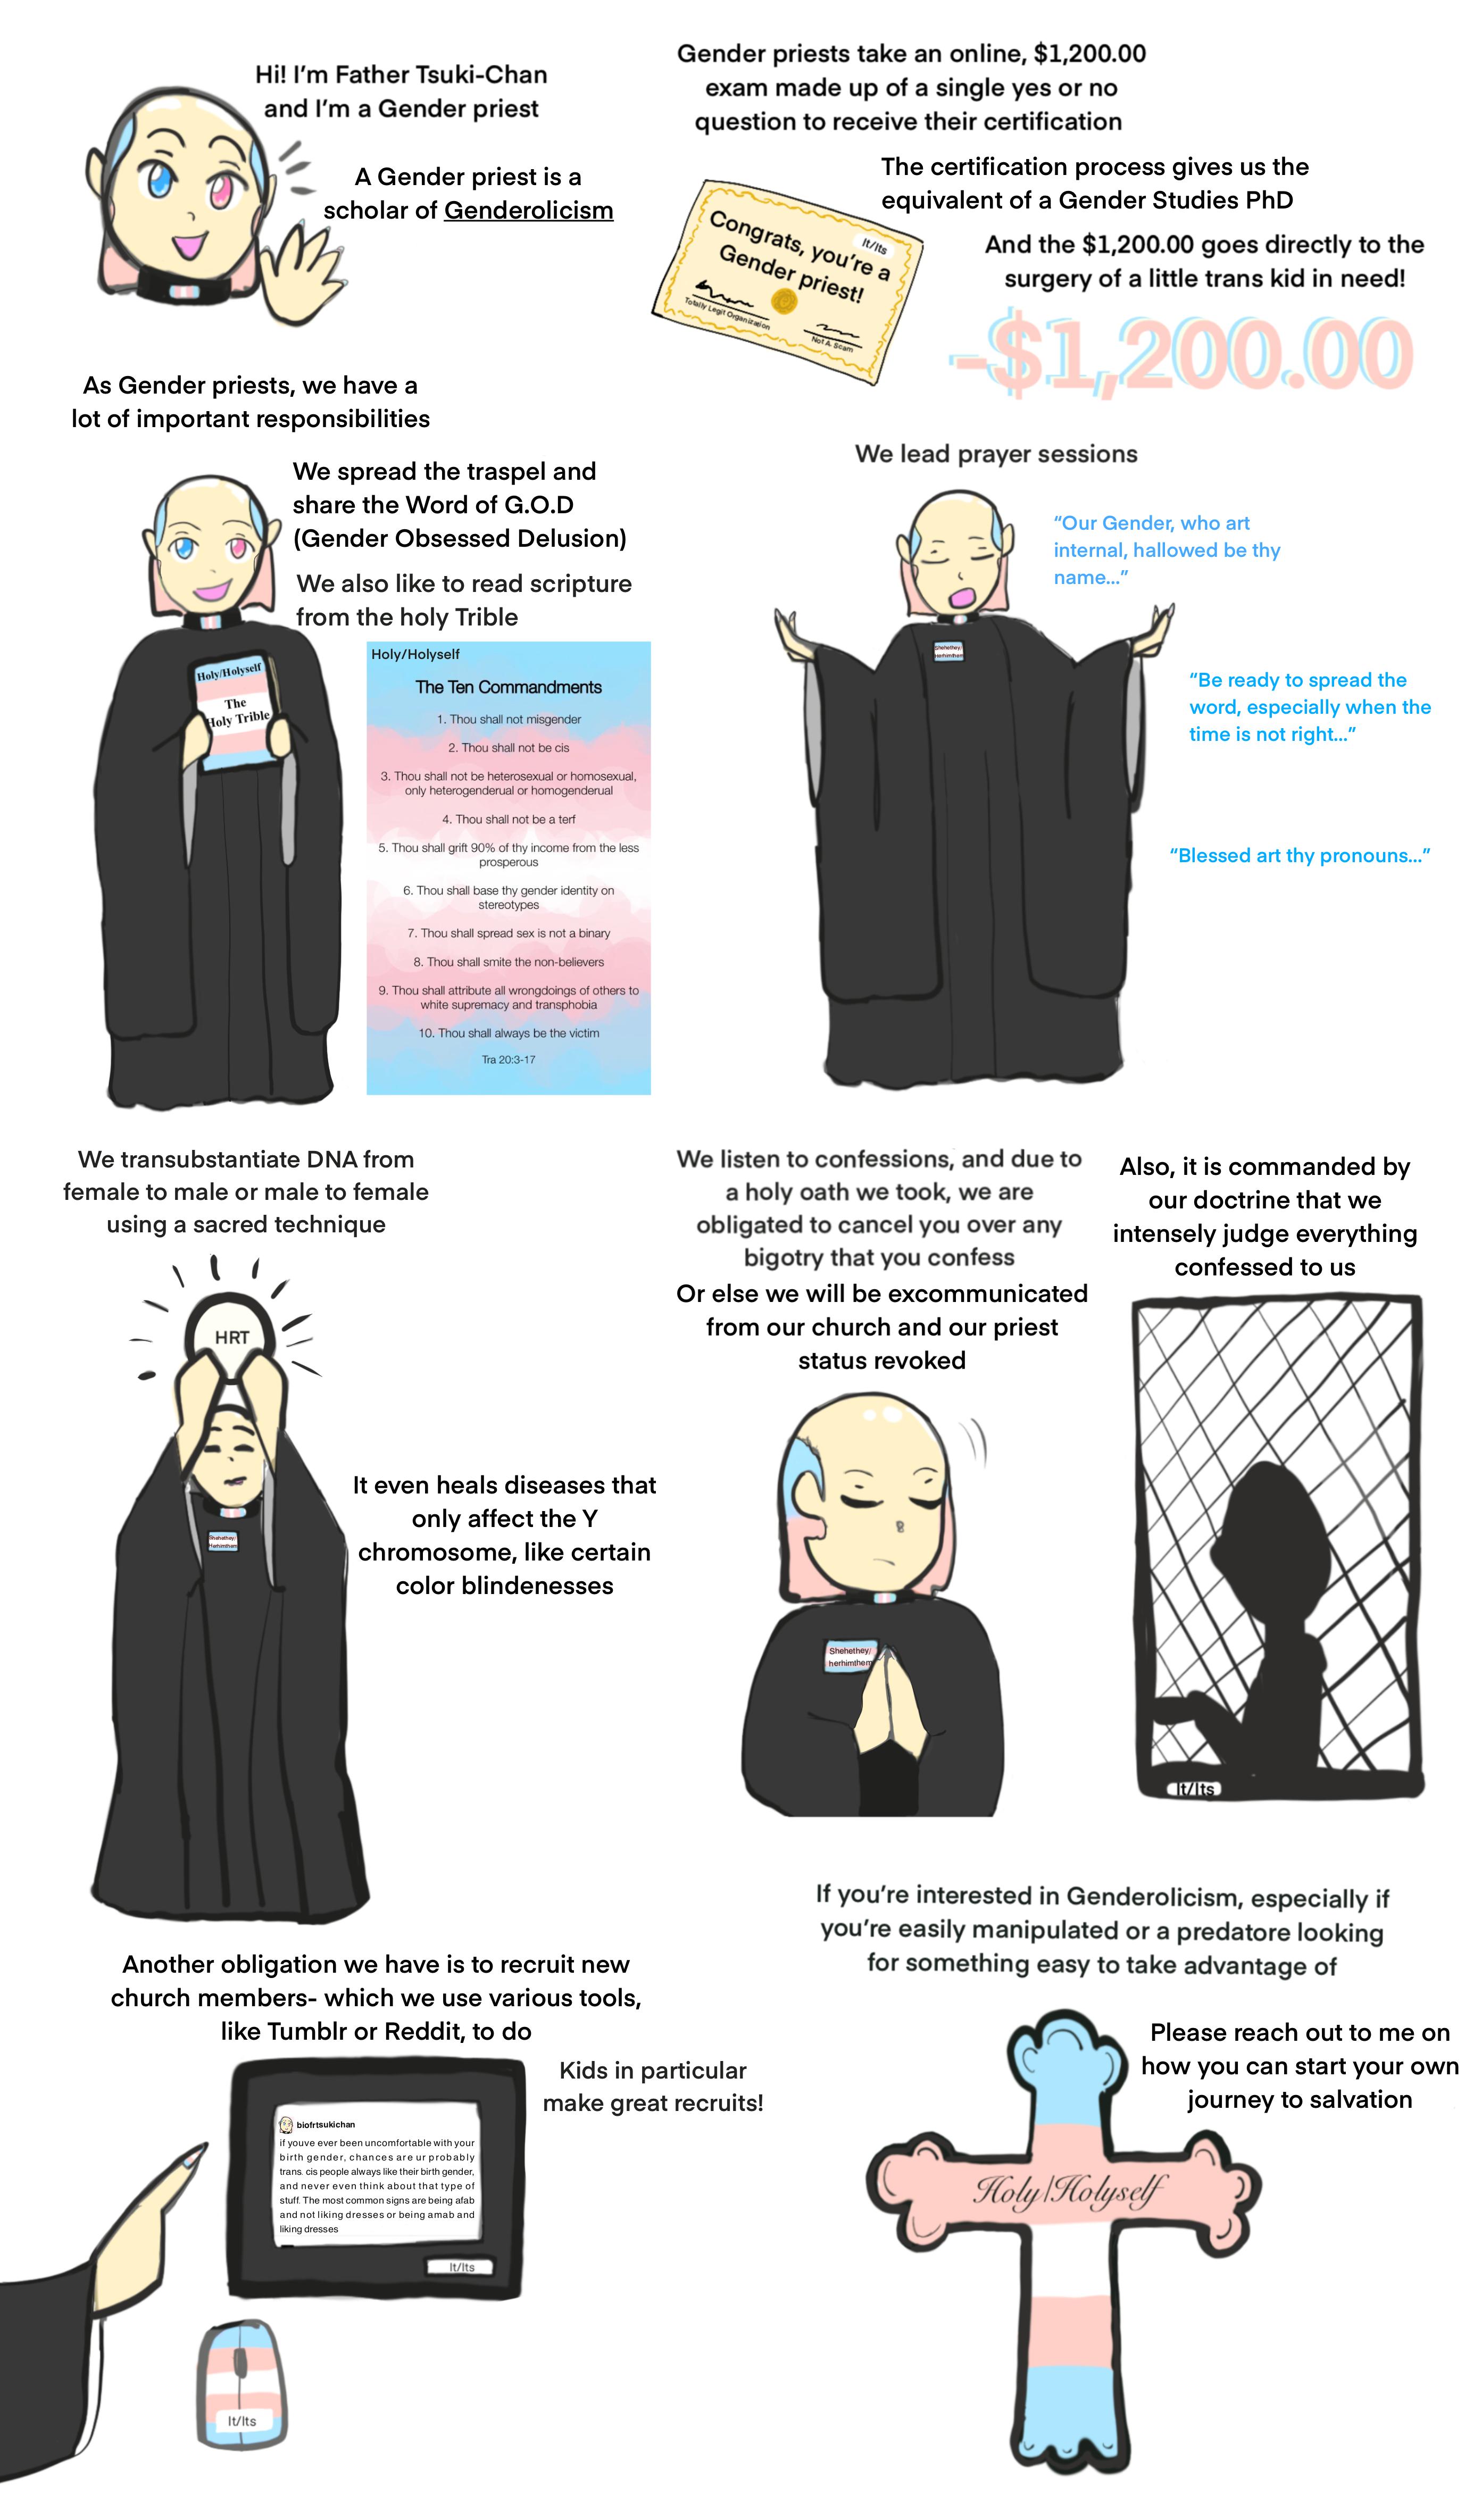 Hi! I'm Father Tsuki-Chan
and I'm a Gender priest
A Gender priest is a
scholar of Genderolicism
Gender priests take an online, $1,200.00
exam made up of a single yes or no
question to receive their certification
The certification process gives us the
equivalent of a Gender Studies PhD
And the $1,200.00 goes directly to the
surgery of a little trans kid in need!
It/Its
Congrats, you're a
Gender priest!
Totally Legit Organization
Not A. Scam
-$1,200.00
As Gender priests, we have a
lot of important responsibilities
We spread the traspel and
share the Word of G.O.D
(Gender Obsessed Delusion)
We also like to read scripture
from the holy Trible
Holy/Holyself
The
Holy Trible
Holy/Holyself
The Ten Commandments
1. Thou shall not misgender
2. Thou shall not be cis
3. Thou shall not be heterosexual or homosexual,
only heterogenderual or homogenderual
4. Thou shall not be a terf
5. Thou shall grift 90% of thy income from the less
prosperous
6. Thou shall base thy gender identity on
stereotypes
7. Thou shall spread sex is not a binary
8. Thou shall smite the non-believers
9. Thou shall attribute all wrongdoings of others to
white supremacy and transphobia
10. Thou shall always be the victim
Tra 20:3-17
We lead prayer sessions
"Our Gender, who art
internal, hallowed be thy
name..."
Shehethey/
herhimthem
"Be ready to spread the
word, especially when the
time is not right..."
"Blessed art thy pronouns..."
We transubstantiate DNA from
female to male or male to female
using a sacred technique
HRT
Shehethey/
Herhimthem
It even heals diseases that
only affect the Y
chromosome, like certain
color blindenesses
We listen to confessions, and due to
a holy oath we took, we are
obligated to cancel you over any
bigotry that you confess
Or else we will be excommunicated
from our church and our priest
status revoked
Shehethey/
herhimthem
Also, it is commanded by
our doctrine that we
intensely judge everything
confessed to us
It/Its
Another obligation we have is to recruit new
church members- which we use various tools,
like Tumblr or Reddit, to do
Kids in particular
make great recruits!
biofrtsukichan
if youve ever been uncomfortable with your
birth gender, chances are ur probably
trans. cis people always like their birth gender,
and never even think about that type of
stuff. The most common signs are being afab
and not liking dresses or being amab and
liking dresses
It/Its
It/Its
If you're interested in Genderolicism, especially if
you're easily manipulated or a predatore looking
for something easy to take advantage of
Please reach out to me on
how you can start your own
journey to salvation
Holy/Holyself